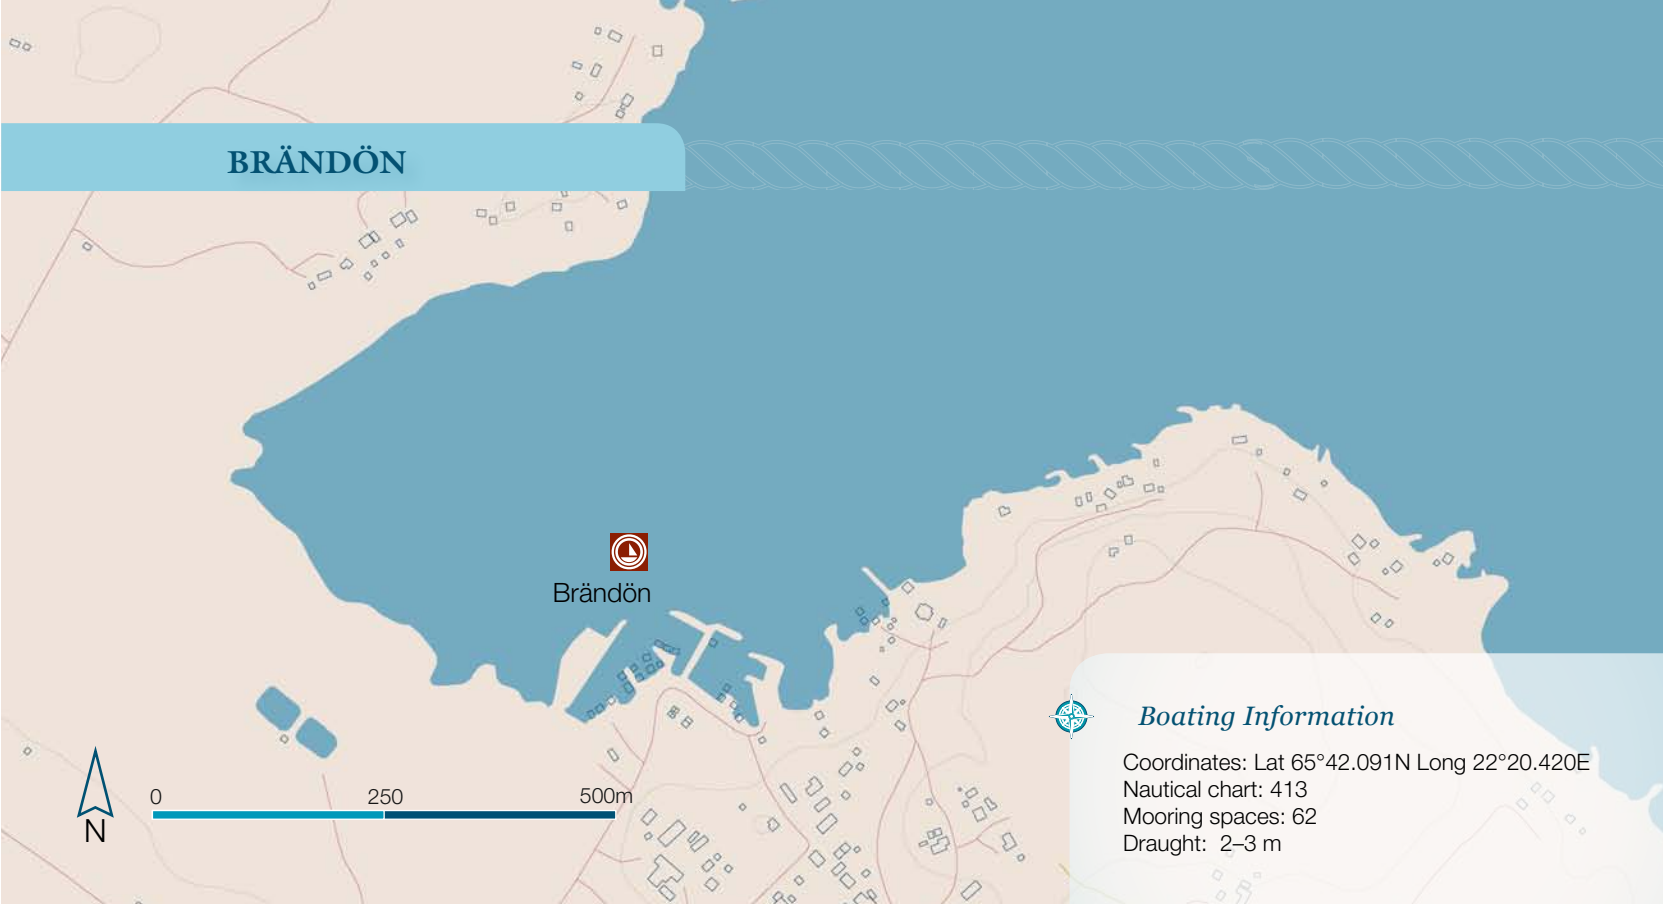 BRÄNDÖN
Brändön
0 250 500m
N
Boating Information
Coordinates: Lat 65°42.091N Long 22°20.420E
Nautical chart: 413
Mooring spaces: 62
Draught: 2–3 m